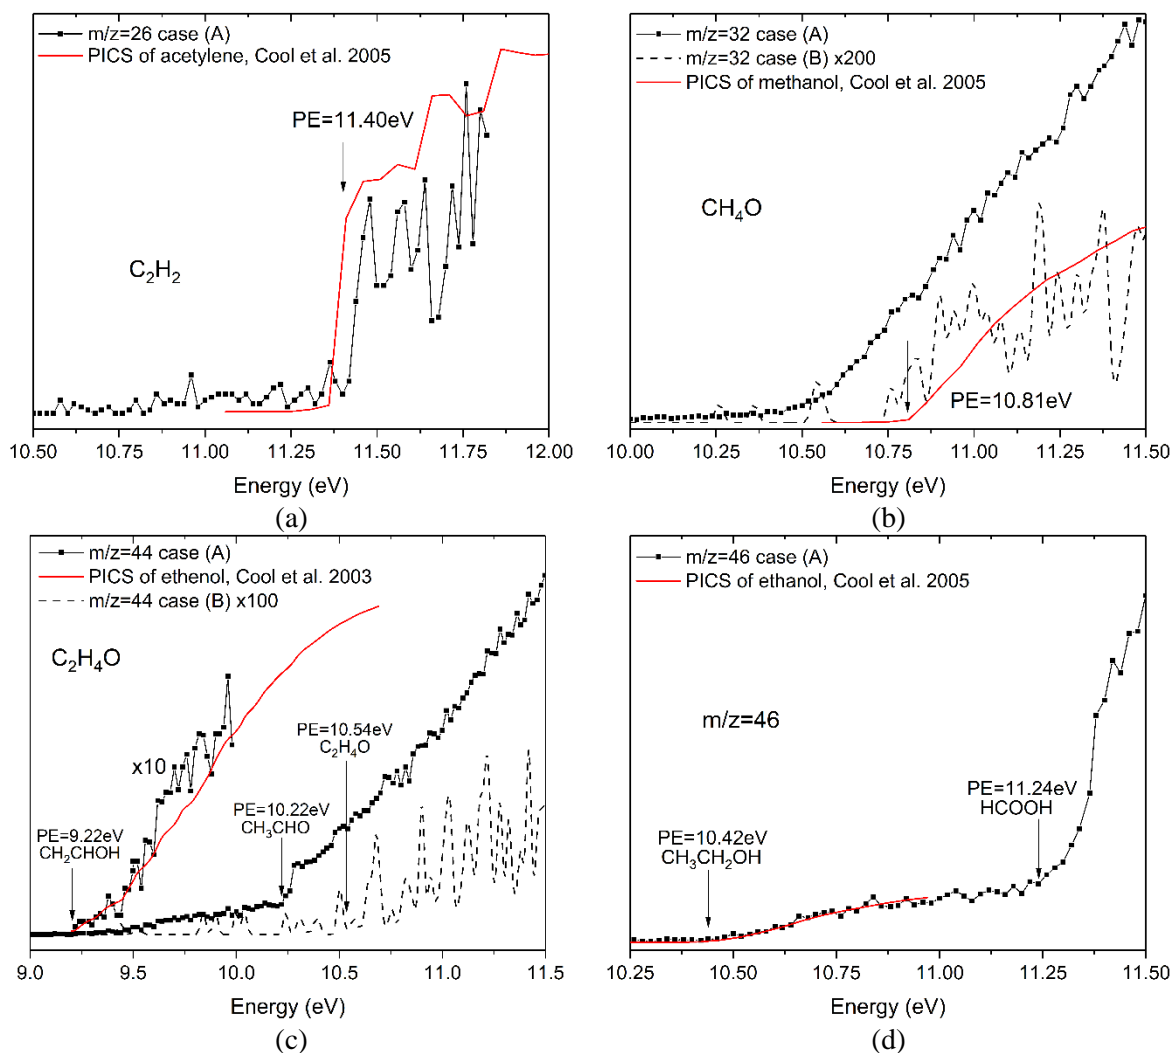 m/z=26 case (A)
PICS of acetylene, Cool et al. 2005
PE=11.40eV
C₂H₂
10.50 10.75 11.00 11.25 11.50 11.75 12.00
Energy (eV)
(a)
m/z=32 case (A)
m/z=32 case (B) x200
PICS of methanol, Cool et al. 2005
CH₄O
PE=10.81eV
10.00 10.25 10.50 10.75 11.00 11.25 11.50
Energy (eV)
(b)
m/z=44 case (A)
PICS of ethenol, Cool et al. 2003
m/z=44 case (B) x100
C₂H₄O
x10
PE=10.54eV
C₂H₄O
PE=10.22eV
CH₃CHO
PE=9.22eV
CH₂CHOH
9.0 9.5 10.0 10.5 11.0 11.5
Energy (eV)
(c)
m/z=46 case (A)
PICS of ethanol, Cool et al. 2005
m/z=46
PE=11.24eV
HCOOH
PE=10.42eV
CH₃CH₂OH
10.25 10.50 10.75 11.00 11.25 11.50
Energy (eV)
(d)